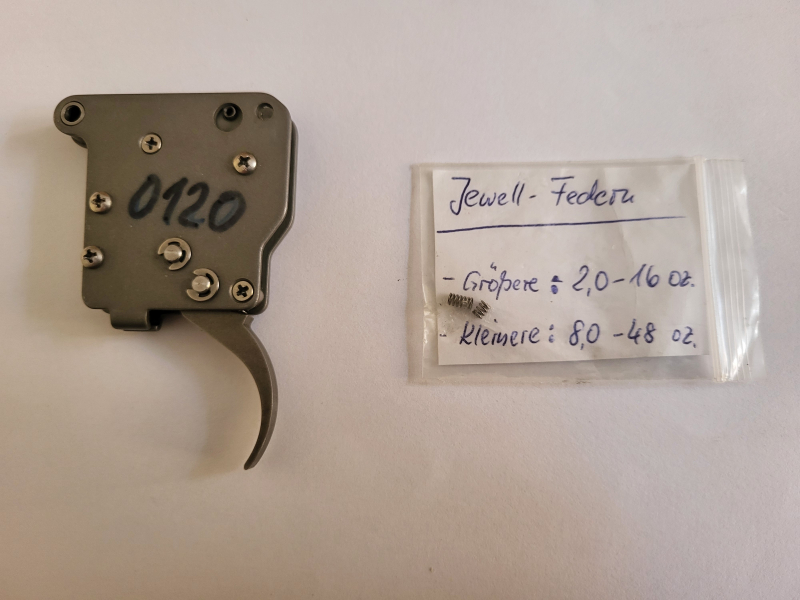 0120
Jewell - Federn
- Größere : 2,0 - 16 oz.
- Kleinere : 8,0 - 48 oz.